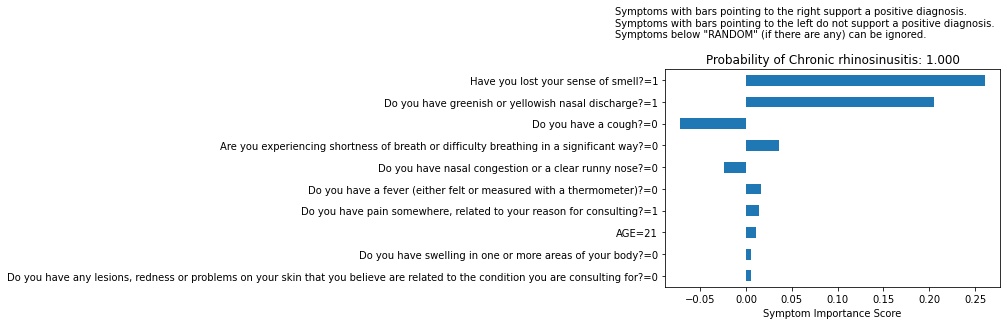 Symptoms with bars pointing to the right support a positive diagnosis.
Symptoms with bars pointing to the left do not support a positive diagnosis.
Symptoms below "RANDOM" (if there are any) can be ignored.
Probability of Chronic rhinosinusitis: 1.000
Have you lost your sense of smell?=1
Do you have greenish or yellowish nasal discharge?=1
Do you have a cough?=0
Are you experiencing shortness of breath or difficulty breathing in a significant way?=0
Do you have nasal congestion or a clear runny nose?=0
Do you have a fever (either felt or measured with a thermometer)?=0
Do you have pain somewhere, related to your reason for consulting?=1
AGE=21
Do you have swelling in one or more areas of your body?=0
Do you have any lesions, redness or problems on your skin that you believe are related to the condition you are consulting for?=0
−0.05 0.00 0.05 0.10 0.15 0.20 0.25
Symptom Importance Score